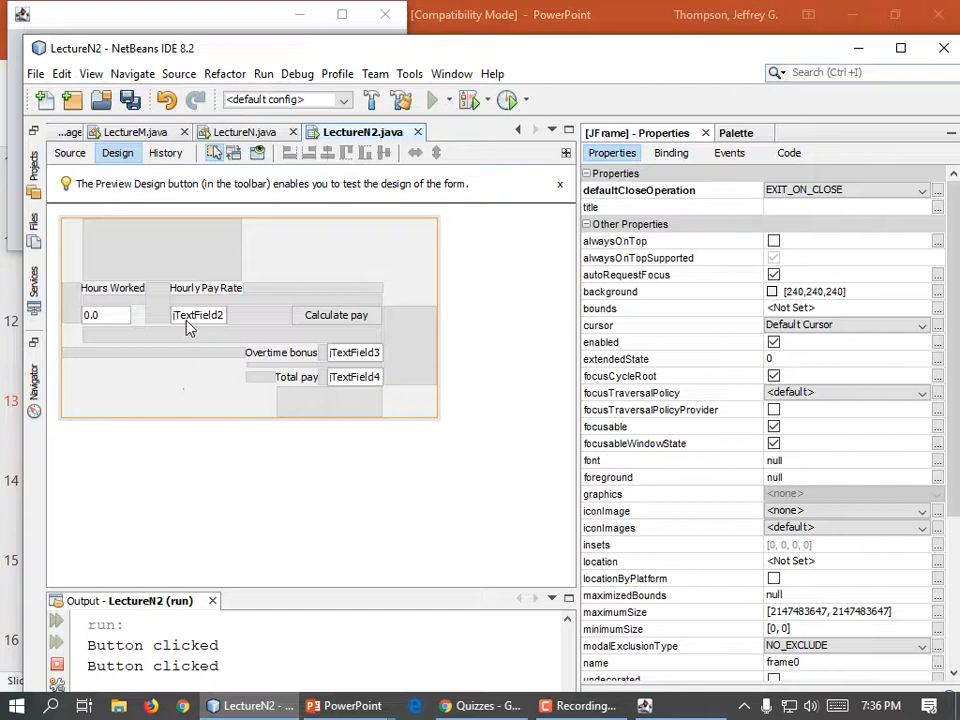 [Compatibility Mode] - PowerPoint
Thompson, Jeffrey G.
LectureN2 - NetBeans IDE 8.2
File Edit View Navigate Source Refactor Run Debug Profile Team Tools Window Help
Search (Ctrl +I)
<default config>
...age LectureM.java LectureN.java LectureN2.java
[JFrame] - Properties Palette
Source Design History
Properties Binding Events Code
The Preview Design button (in the toolbar) enables you to test the design of the form. x
Projects
Files
Services
Navigator
12
13
14
15
16
Hours Worked Hourly Pay Rate
0.0 jTextField2 Calculate pay
Overtime bonus jTextField3
Total pay jTextField4
Properties
defaultCloseOperation EXIT_ON_CLOSE
title
Other Properties
alwaysOnTop
alwaysOnTopSupported
autoRequestFocus
background [240,240,240]
bounds <Not Set>
cursor Default Cursor
enabled
extendedState 0
focusCycleRoot
focusTraversalPolicy <default>
focusTraversalPolicyProvider
focusable
focusableWindowState
font null
foreground null
graphics <none>
iconImage <none>
iconImages <default>
insets [0, 0, 0, 0]
location <Not Set>
locationByPlatform
maximizedBounds null
maximumSize [2147483647, 2147483647]
minimumSize [0, 0]
modalExclusionType NO_EXCLUDE
name frame0
undecorated
Output - LectureN2 (run)
run:
Button clicked
Button clicked
Slid
LectureN2 - ... PowerPoint Quizzes - G... Recording... 7:36 PM